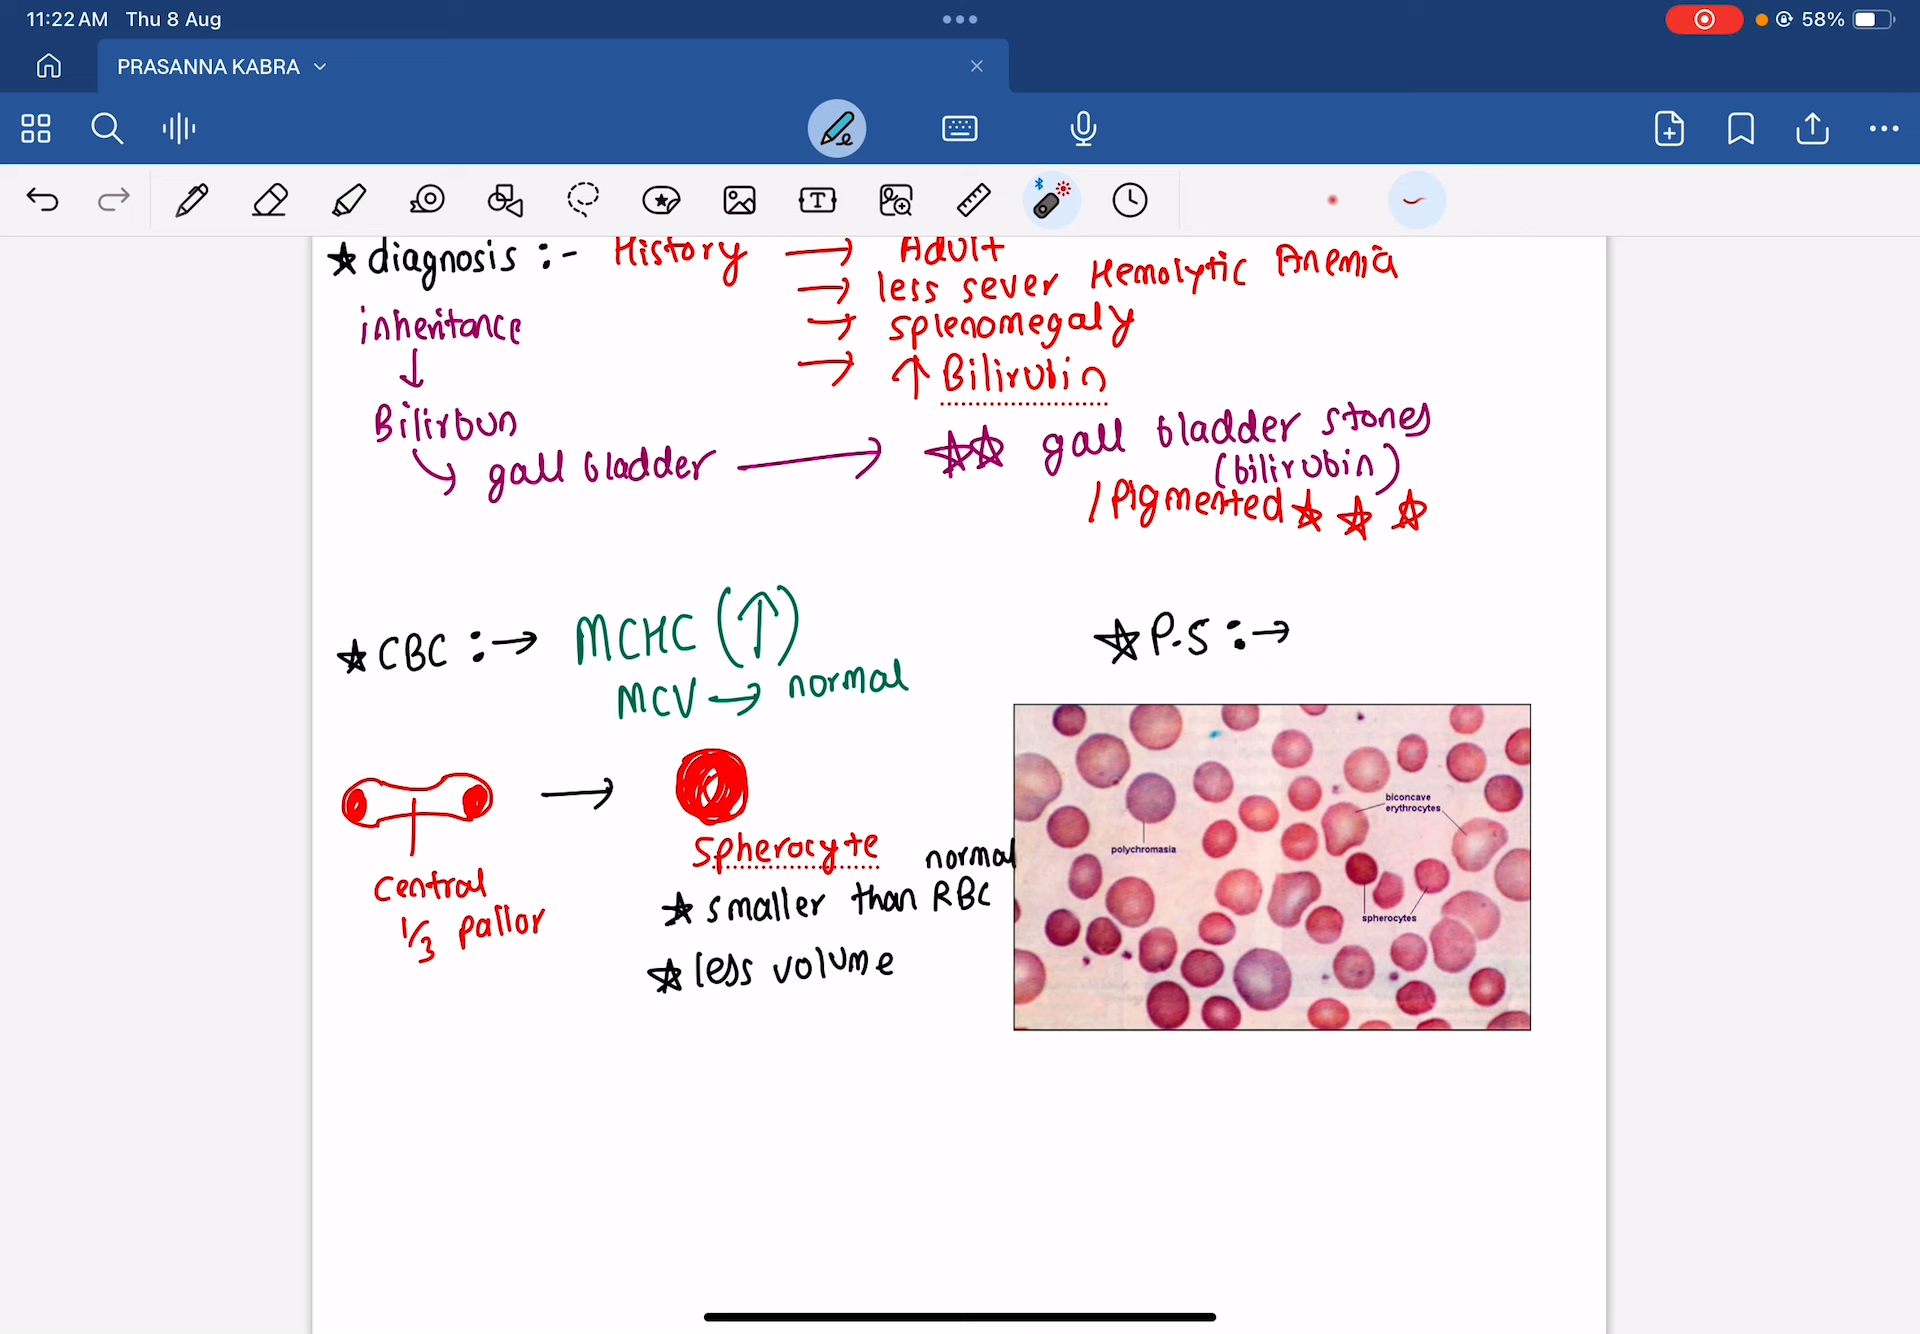 11:22 AM Thu 8 Aug
58%
PRASANNA KABRA
★ diagnosis :- History → Adult
→ less sever Hemolytic Anemia
inheritance
→ splenomegaly
↓
→ ↑ Bilirubin
Bilirbun
↳ gall bladder → ☆☆ gall bladder stones
(bilirubin)
/Pigmented ☆ ☆ ☆
★ CBC :→ MCHC (↑)
MCV → normal
☆ P.S :→
biconcave
erythrocytes
polychromasia
spherocytes
→
Spherocyte
Central
1/3 pallor
normal
★ smaller than RBC
★ less volume